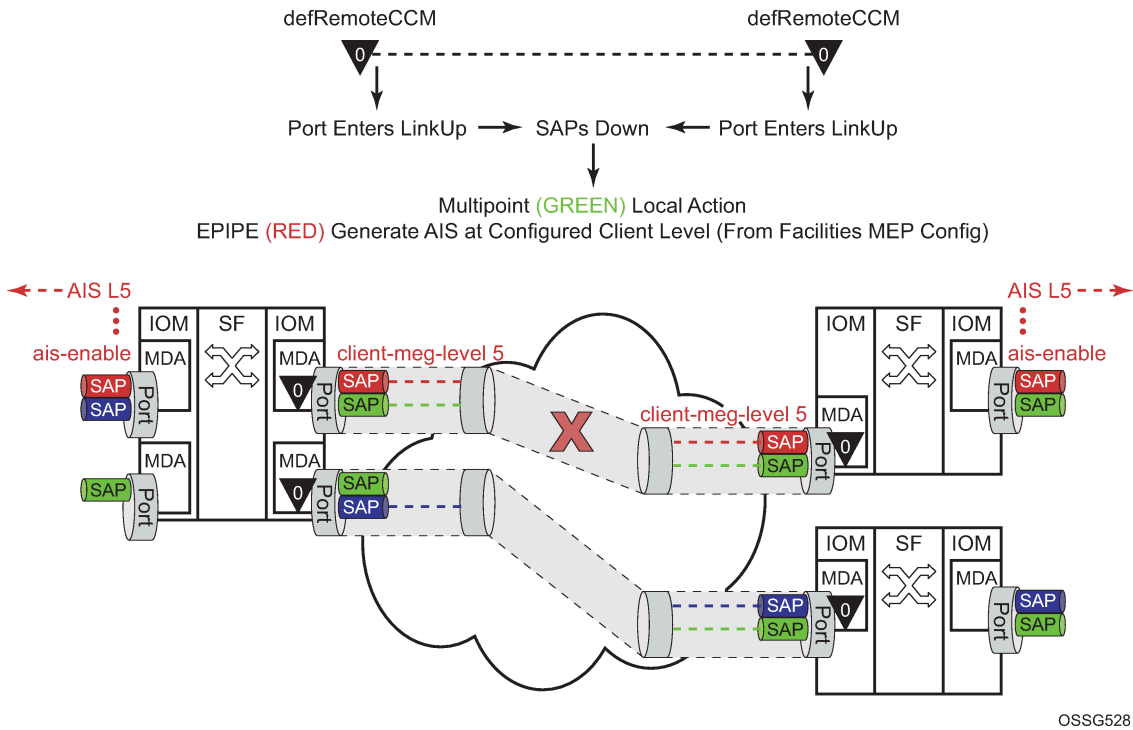 defRemoteCCM defRemoteCCM
0 0
Port Enters LinkUp SAPs Down Port Enters LinkUp
Multipoint (GREEN) Local Action
EPIPE (RED) Generate AIS at Configured Client Level (From Facilities MEP Config)
AIS L5 AIS L5
IOM SF IOM IOM SF IOM
ais-enable MDA MDA client-meg-level 5 MDA ais-enable
SAP Port 0 Port SAP Port SAP
SAP SAP SAP
client-meg-level 5
X MDA
SAP Port
0
SAP
MDA MDA
SAP Port 0 Port SAP
SAP
IOM SF IOM
MDA MDA
SAP Port 0 Port SAP
SAP SAP
OSSG528